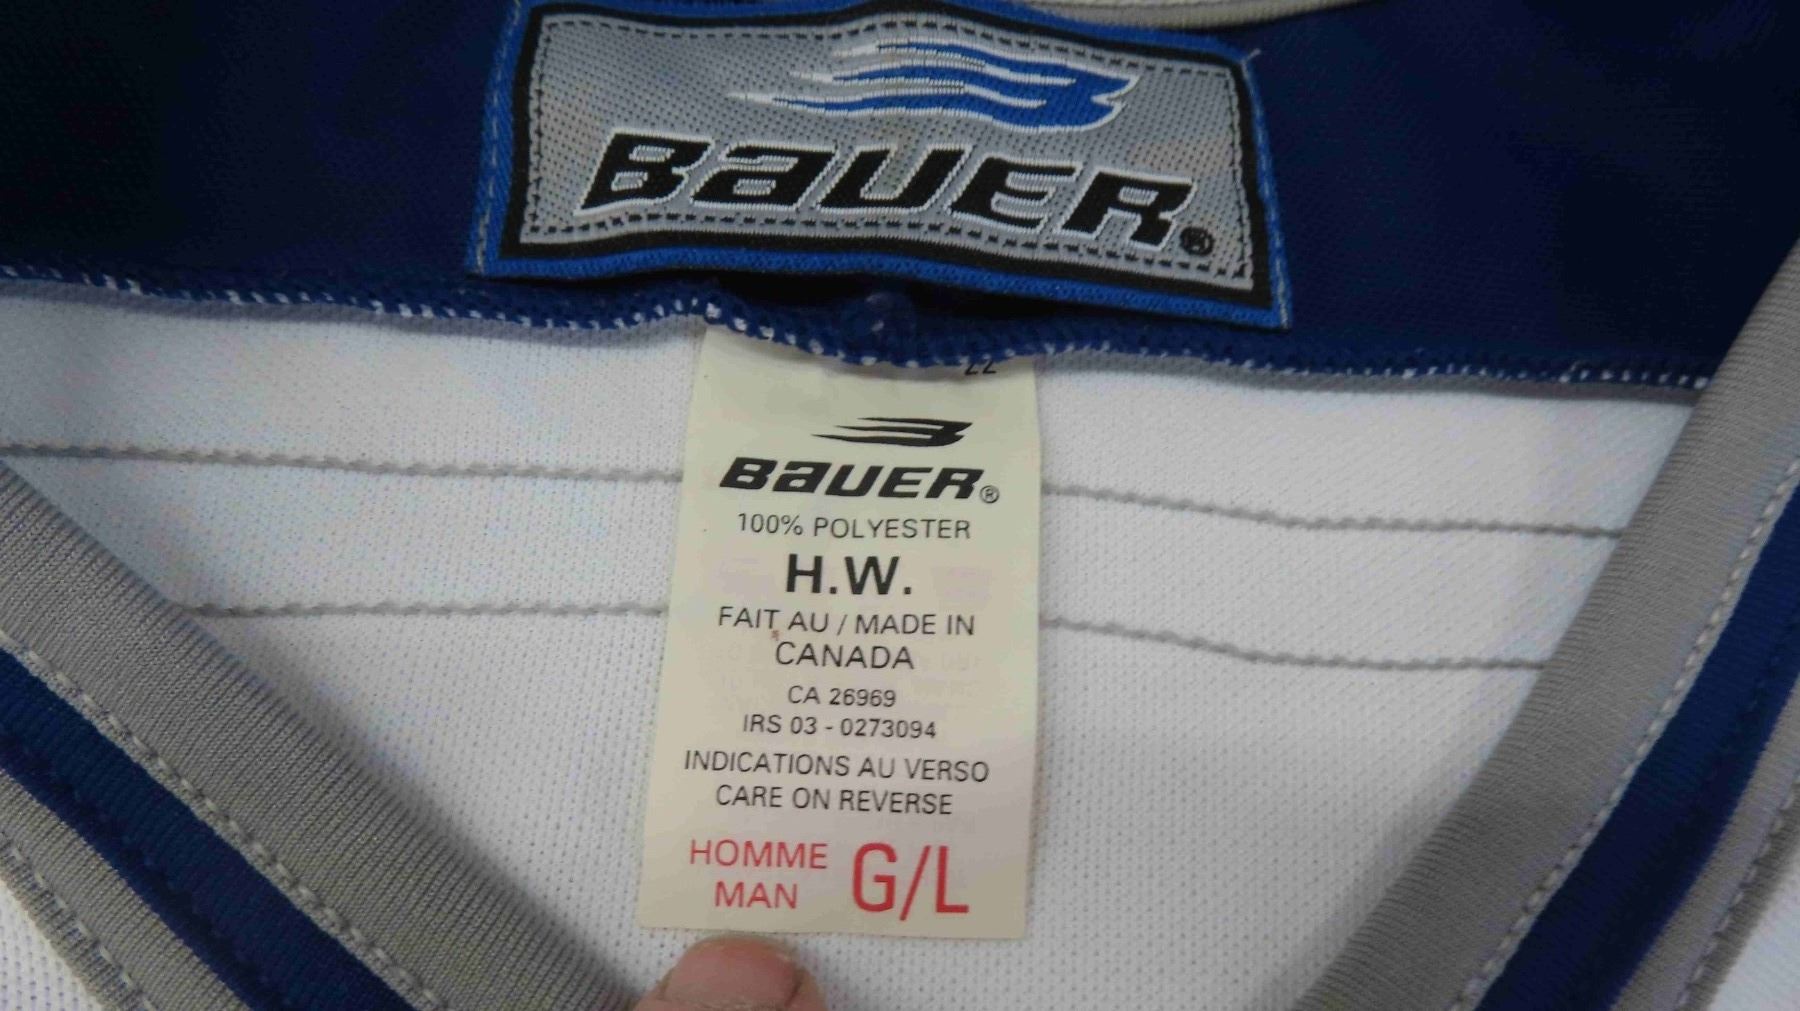 BAUER®
22
BAUER®
100% POLYESTER
H.W.
FAIT AU / MADE IN
CANADA
CA 26969
IRS 03 - 0273094
INDICATIONS AU VERSO
CARE ON REVERSE
HOMME G/L
MAN